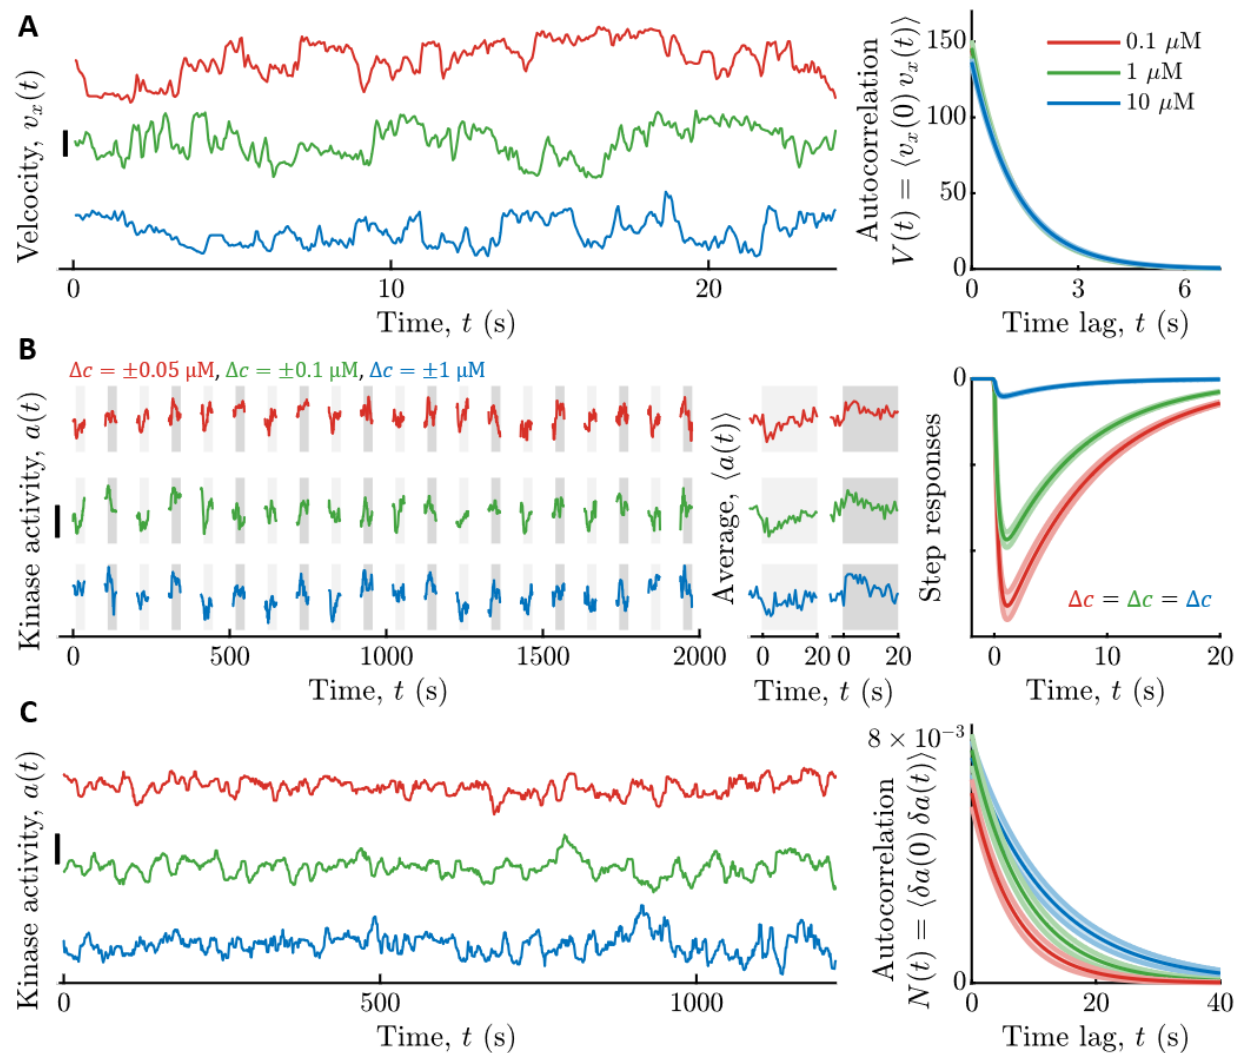 A
Velcocity, v_x(t)
0 10 20
Time, t (s)
Autocorrelation
V(t) = ⟨v_x(0) v_x(t)⟩
150
100
50
0
0.1 μM
1 μM
10 μM
0 3 6
Time lag, t (s)
B
Kinase activity, a(t)
Δc = ±0.05 μM, Δc = ±0.1 μM, Δc = ±1 μM
0 500 1000 1500 2000
Time, t (s)
Average, ⟨a(t)⟩
0 20 0 20
Time, t (s)
Step responses
0
Δc = Δc = Δc
0 10 20
Time, t (s)
C
Kinase activity, a(t)
0 500 1000
Time, t (s)
Autocorrelation
N(t) = ⟨δa(0) δa(t)⟩
8 × 10⁻³
0
0 20 40
Time lag, t (s)